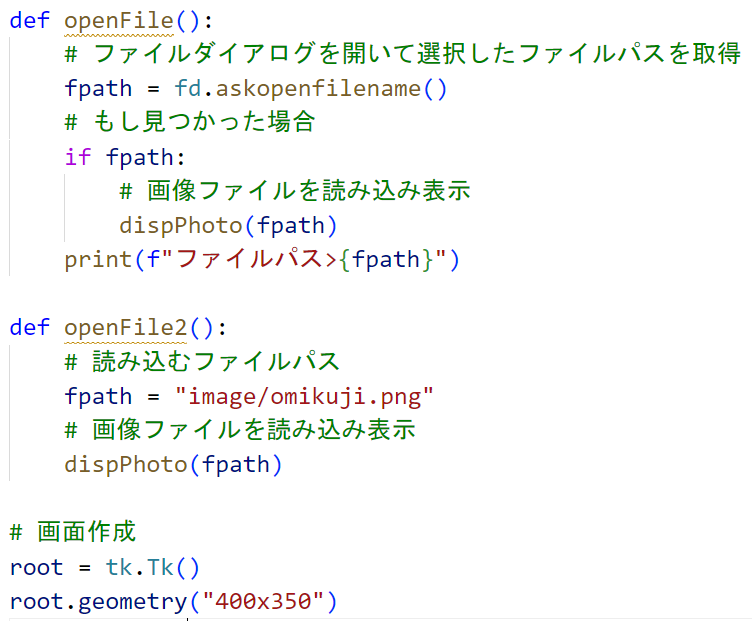 def openFile():
    # ファイルダイアログを開いて選択したファイルパスを取得
    fpath = fd.askopenfilename()
    # もし見つかった場合
    if fpath:
        # 画像ファイルを読み込み表示
        dispPhoto(fpath)
    print(f"ファイルパス>{fpath}")

def openFile2():
    # 読み込むファイルパス
    fpath = "image/omikuji.png"
    # 画像ファイルを読み込み表示
    dispPhoto(fpath)

# 画面作成
root = tk.Tk()
root.geometry("400x350")